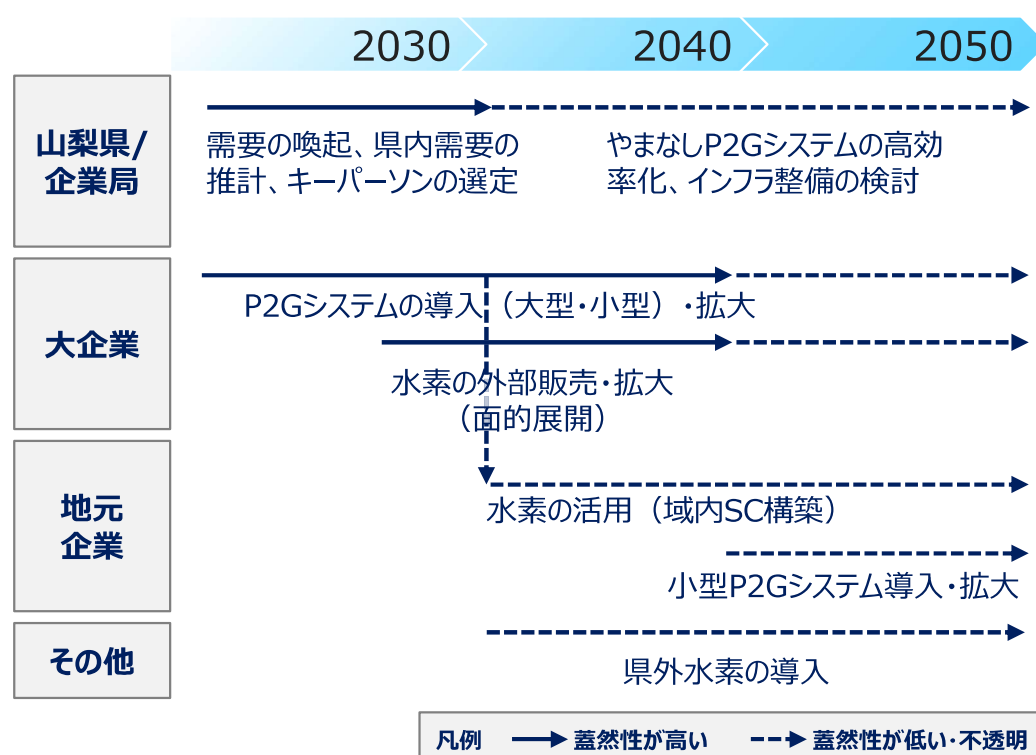 2030
2040
2050
山梨県/
企業局
需要の喚起、県内需要の
推計、キーパーソンの選定
やまなしP2Gシステムの高効
率化、インフラ整備の検討
大企業
P2Gシステムの導入（大型・小型）・拡大
水素の外部販売・拡大
（面的展開）
地元
企業
水素の活用（域内SC構築）
小型P2Gシステム導入・拡大
その他
県外水素の導入
凡例
蓋然性が高い
蓋然性が低い・不透明